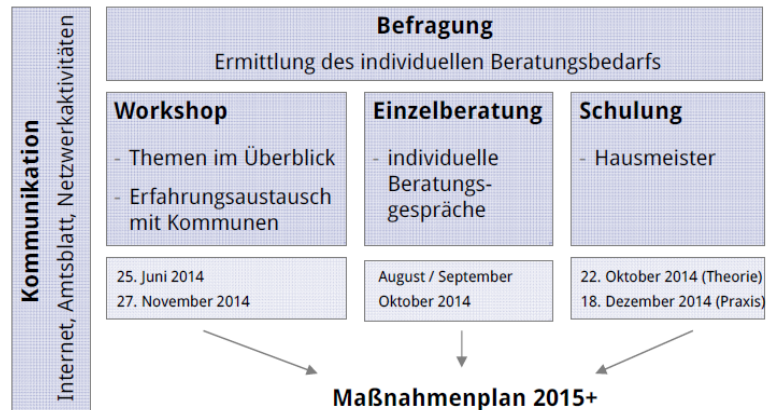 Kommunikation
Internet, Amtsblatt, Netzwerkaktivitäten
Befragung
Ermittlung des individuellen Beratungsbedarfs
Workshop
- Themen im Überblick
- Erfahrungsaustausch
mit Kommunen
25. Juni 2014
27. November 2014
Einzelberatung
- individuelle
Beratungs-
gespräche
August / September
Oktober 2014
Schulung
- Hausmeister
22. Oktober 2014 (Theorie)
18. Dezember 2014 (Praxis)
Maßnahmenplan 2015+